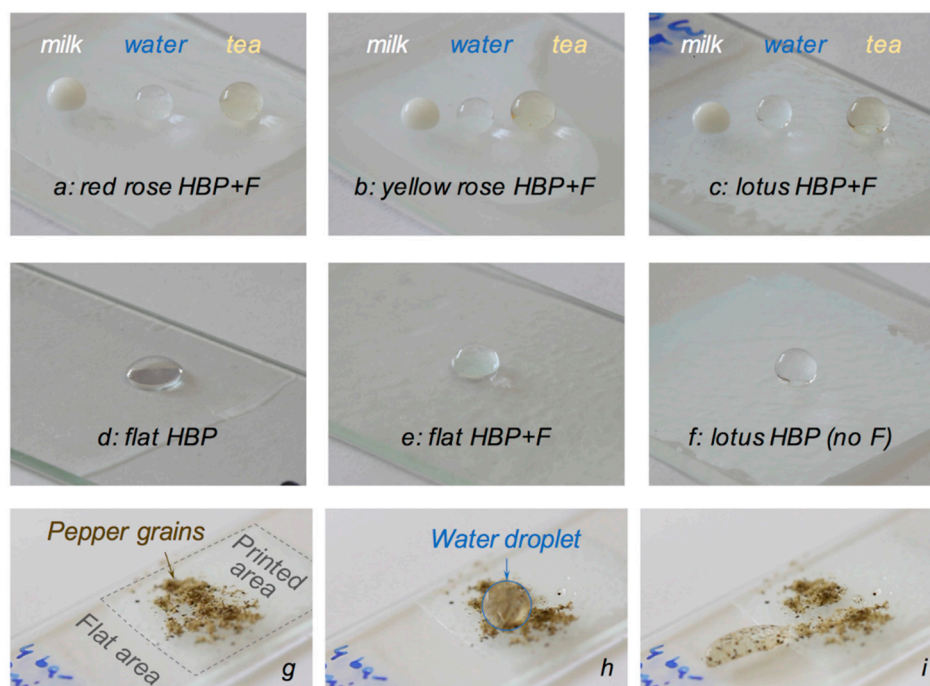 milk water tea
a: red rose HBP+F
milk water tea
b: yellow rose HBP+F
milk water tea
c: lotus HBP+F
d: flat HBP
e: flat HBP+F
f: lotus HBP (no F)
Pepper grains
Printed
area
Flat area
g
Water droplet
h
i